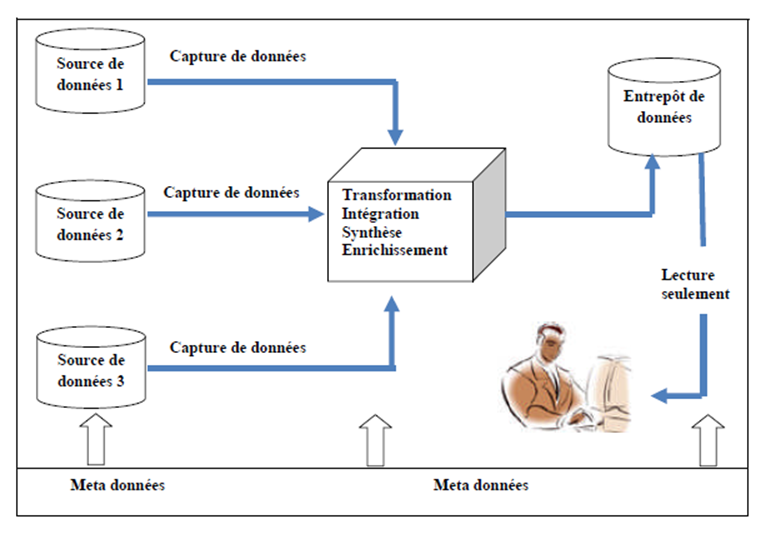 Source de
données 1
Capture de données
Entrepôt de
données
Source de
données 2
Capture de données
Transformation
Intégration
Synthèse
Enrichissement
Lecture
seulement
Source de
données 3
Capture de données
Meta données
Meta données